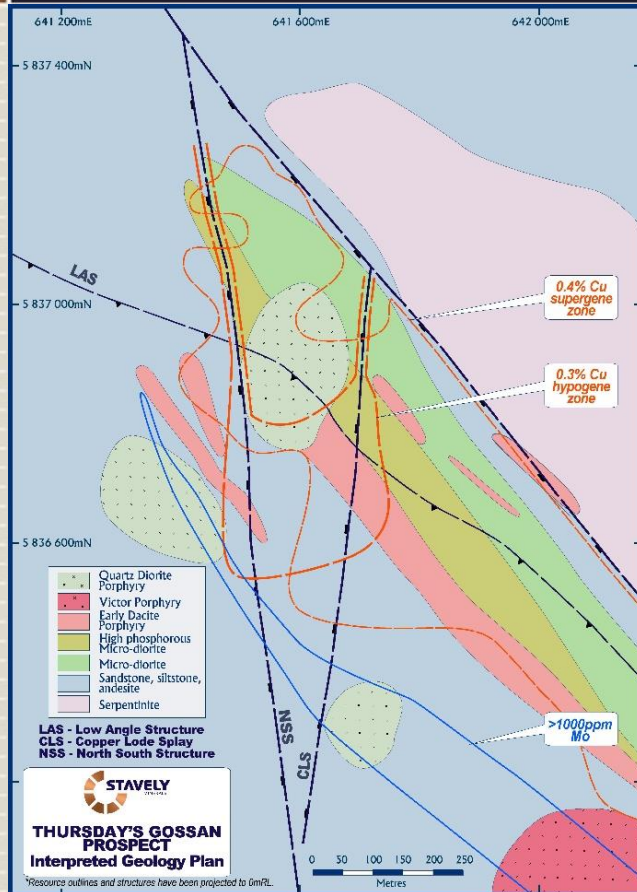 641 200mE
641 600mE
642 000mE
5 837 400mN
LAS
5 837 000mN
0.4% Cu
supergene
zone
0.3% Cu
hypogene
zone
5 836 600mN
Quartz Diorite
Porphyry
Victor Porphyry
Early Dacite
Porphyry
High phosphorous
Micro-diorite
Micro-diorite
Sandstone, siltstone,
andesite
Serpentinite
LAS - Low Angle Structure
CLS - Copper Lode Splay
NSS - North South Structure
NSS
CLS
>1000ppm
Mo
STAVELY
MINERALS
THURSDAY'S GOSSAN
PROSPECT
Interpreted Geology Plan
0 50 100 150 200 250
Metres
*Resource outlines and structures have been projected to 0mRL.